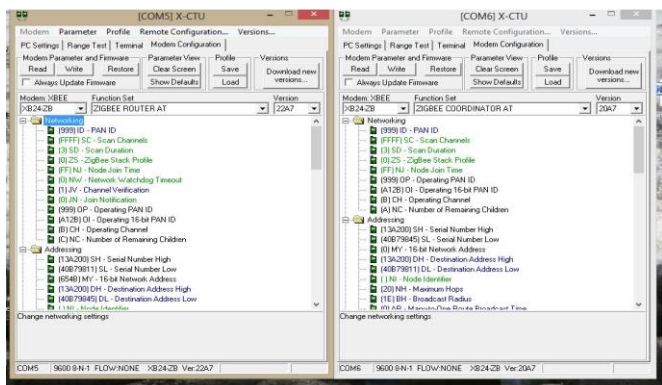 [COM5] X-CTU
Modem Parameter Profile Remote Configuration... Versions...
PC Settings Range Test Terminal Modem Configuration
Modem Parameter and Firmware Parameter View Profile Versions
Read Write Restore Clear Screen Save Download new versions...
Always Update Firmware Show Defaults Load
Modem: XBEE Function Set Version
XB24-ZB ZIGBEE ROUTER AT 22A7
Networking
(999) ID - PAN ID
(FFFF) SC - Scan Channels
(3) SD - Scan Duration
(0) ZS - ZigBee Stack Profile
(FF) NJ - Node Join Time
(0) NW - Network Watchdog Timeout
(1) JV - Channel Verification
(0) JN - Join Notification
(999) OP - Operating PAN ID
(A12B) OI - Operating 16-bit PAN ID
(B) CH - Operating Channel
(C) NC - Number of Remaining Children
Addressing
(13A200) SH - Serial Number High
(40B79811) SL - Serial Number Low
(654B) MY - 16-bit Network Address
(13A200) DH - Destination Address High
(40B79845) DL - Destination Address Low
( ) NI - Node Identifier
Change networking settings
COM5 9600 8-N-1 FLOW:NONE XB24-ZB Ver:22A7
[COM6] X-CTU
Modem Parameter Profile Remote Configuration... Versions...
PC Settings Range Test Terminal Modem Configuration
Modem Parameter and Firmware Parameter View Profile Versions
Read Write Restore Clear Screen Save Download new versions...
Always Update Firmware Show Defaults Load
Modem: XBEE Function Set Version
XB24-ZB ZIGBEE COORDINATOR AT 20A7
Networking
(999) ID - PAN ID
(FFFF) SC - Scan Channels
(3) SD - Scan Duration
(0) ZS - ZigBee Stack Profile
(FF) NJ - Node Join Time
(999) OP - Operating PAN ID
(A12B) OI - Operating 16-bit PAN ID
(B) CH - Operating Channel
(A) NC - Number of Remaining Children
Addressing
(13A200) SH - Serial Number High
(40B79845) SL - Serial Number Low
(0) MY - 16-bit Network Address
(13A200) DH - Destination Address High
(40B79811) DL - Destination Address Low
( ) NI - Node Identifier
(20) NH - Maximum Hops
(1E) BH - Broadcast Radius
(0) AR - Many-to-One Route Broadcast Time
Change networking settings
COM6 9600 8-N-1 FLOW:NONE XB24-ZB Ver:20A7